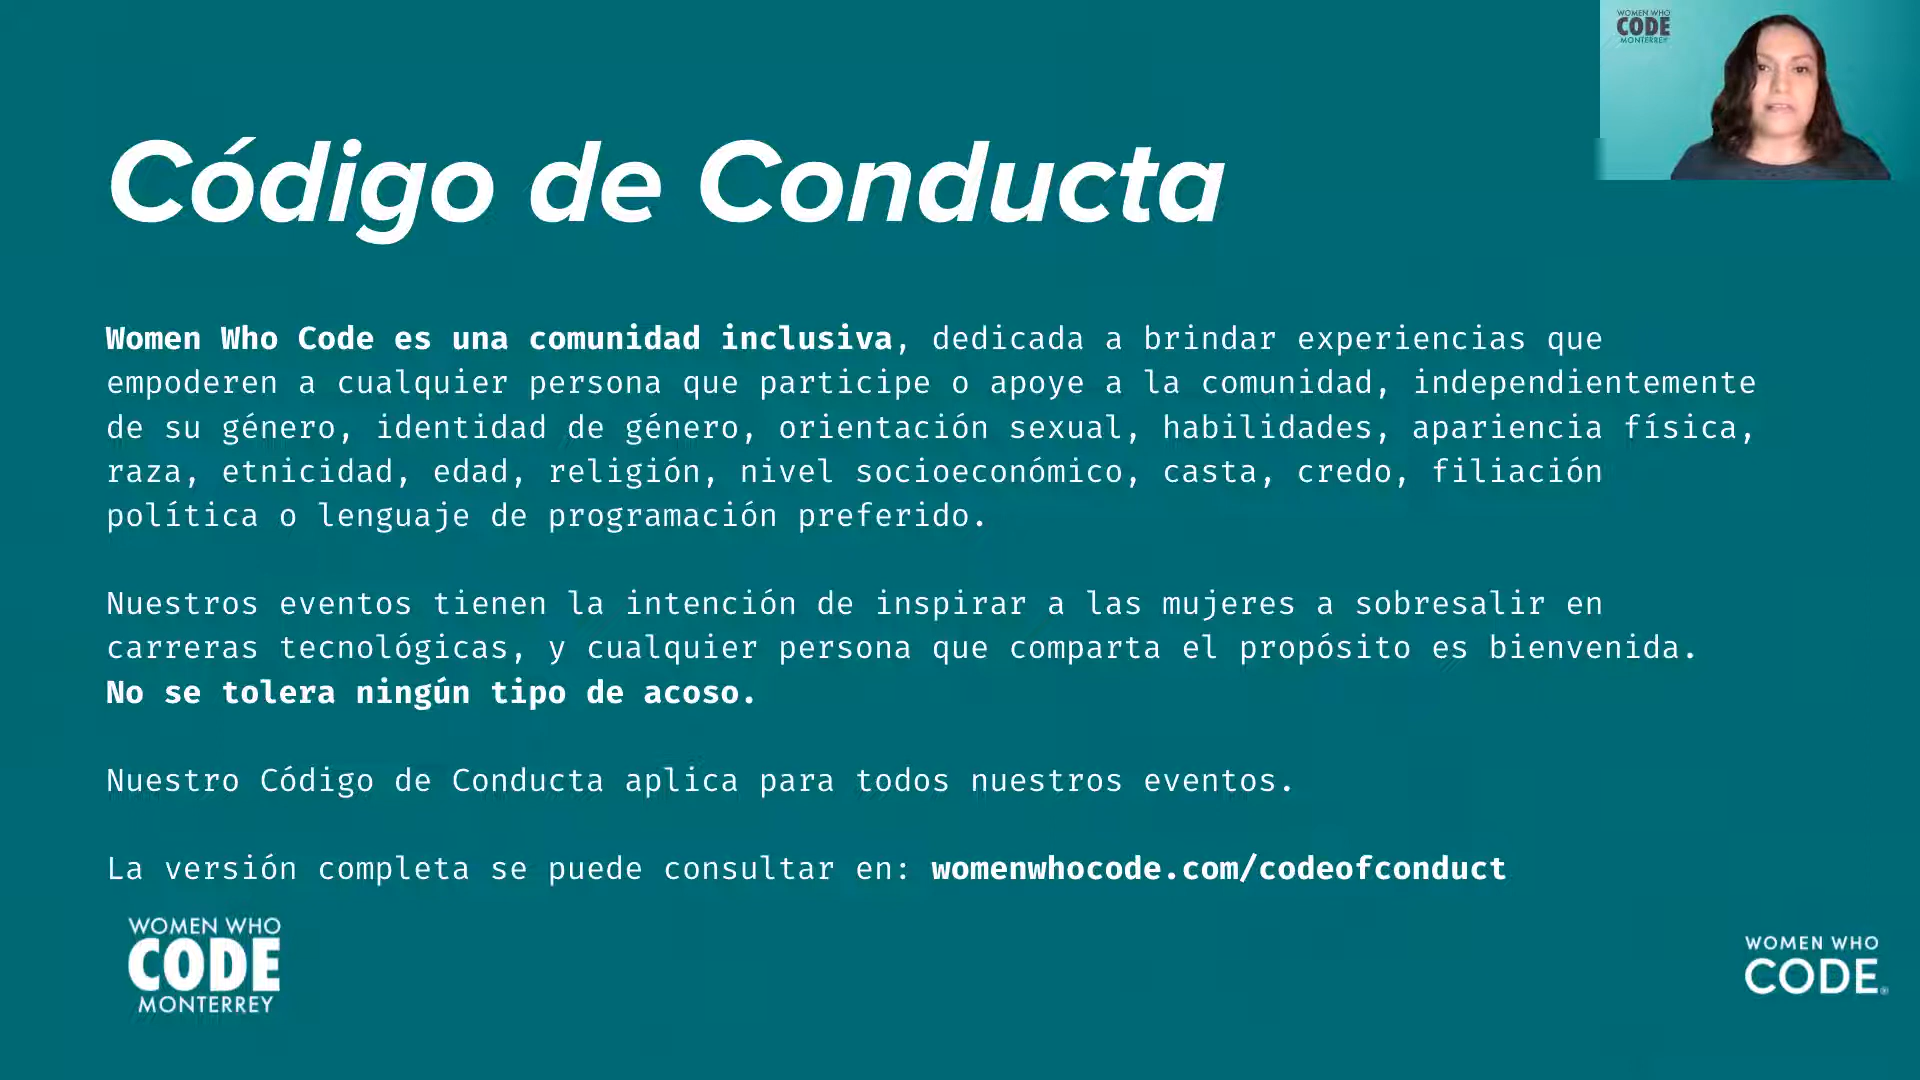 WOMEN WHO
CODE
MONTERREY
Código de Conducta
Women Who Code es una comunidad inclusiva, dedicada a brindar experiencias que
empoderen a cualquier persona que participe o apoye a la comunidad, independientemente
de su género, identidad de género, orientación sexual, habilidades, apariencia física,
raza, etnicidad, edad, religión, nivel socioeconómico, casta, credo, filiación
política o lenguaje de programación preferido.
Nuestros eventos tienen la intención de inspirar a las mujeres a sobresalir en
carreras tecnológicas, y cualquier persona que comparta el propósito es bienvenida.
No se tolera ningún tipo de acoso.
Nuestro Código de Conducta aplica para todos nuestros eventos.
La versión completa se puede consultar en: womenwhocode.com/codeofconduct
WOMEN WHO
CODE
MONTERREY
WOMEN WHO
CODE